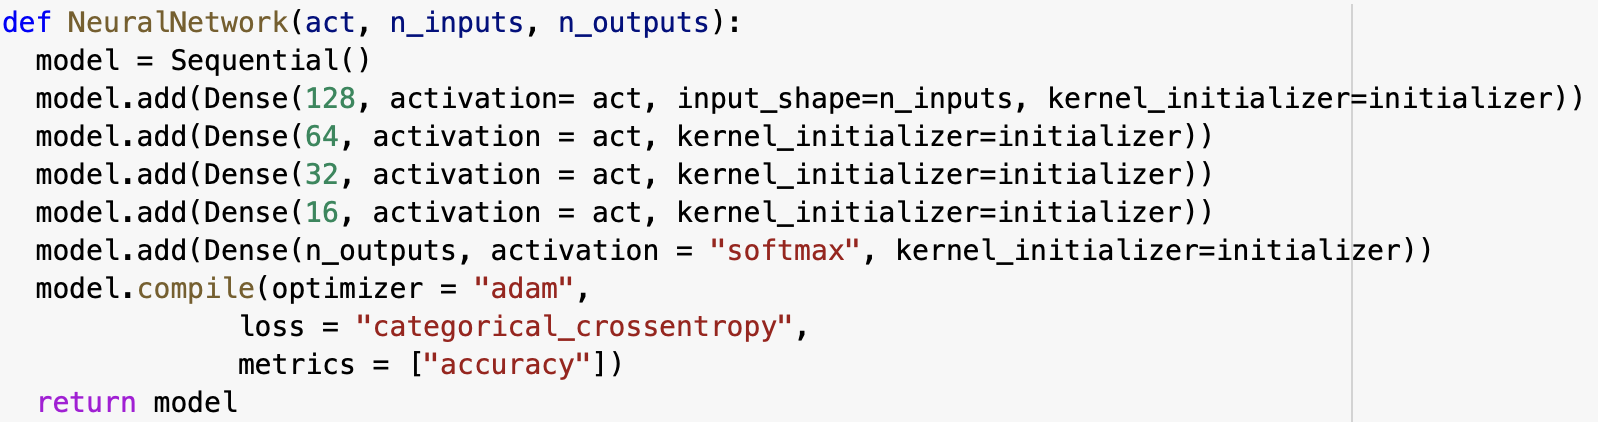 def NeuralNetwork(act, n_inputs, n_outputs):
  model = Sequential()
  model.add(Dense(128, activation= act, input_shape=n_inputs, kernel_initializer=initializer))
  model.add(Dense(64, activation = act, kernel_initializer=initializer))
  model.add(Dense(32, activation = act, kernel_initializer=initializer))
  model.add(Dense(16, activation = act, kernel_initializer=initializer))
  model.add(Dense(n_outputs, activation = "softmax", kernel_initializer=initializer))
  model.compile(optimizer = "adam",
              loss = "categorical_crossentropy",
              metrics = ["accuracy"])
  return model